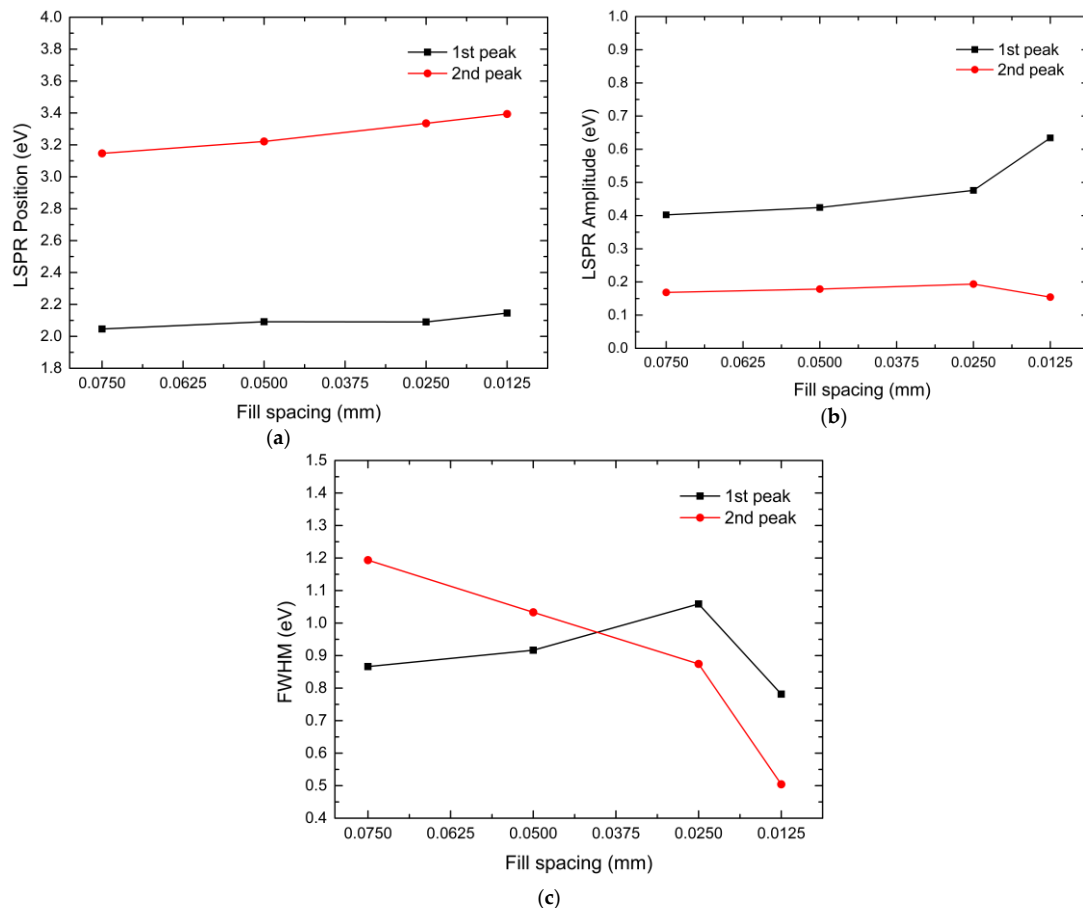 4.0
3.8
3.6
3.4
3.2
3.0
2.8
2.6
2.4
2.2
2.0
1.8
LSPR Position (eV)
1st peak
2nd peak
0.0750 0.0625 0.0500 0.0375 0.0250 0.0125
Fill spacing (mm)
(a)
1.0
0.9
0.8
0.7
0.6
0.5
0.4
0.3
0.2
0.1
0.0
LSPR Amplitude (eV)
1st peak
2nd peak
0.0750 0.0625 0.0500 0.0375 0.0250 0.0125
Fill spacing (mm)
(b)
1.5
1.4
1.3
1.2
1.1
1.0
0.9
0.8
0.7
0.6
0.5
0.4
FWHM (eV)
1st peak
2nd peak
0.0750 0.0625 0.0500 0.0375 0.0250 0.0125
Fill spacing (mm)
(c)